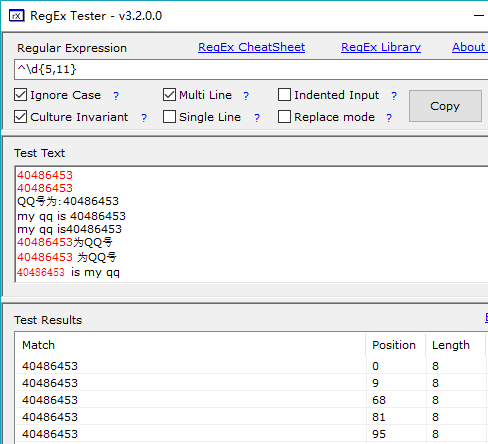 RegEx Tester - v3.2.0.0
Regular Expression RegEx CheatSheet RegEx Library About
^\d{5,11}
Ignore Case ? Multi Line ? Indented Input ? Copy
Culture Invariant ? Single Line ? Replace mode ?
Test Text
40486453
40486453
QQ号为:40486453
my qq is 40486453
my qq is40486453
40486453为QQ号
40486453 为QQ号
40486453 is my qq
Test Results
Match Position Length
40486453 0 8
40486453 9 8
40486453 68 8
40486453 81 8
40486453 95 8